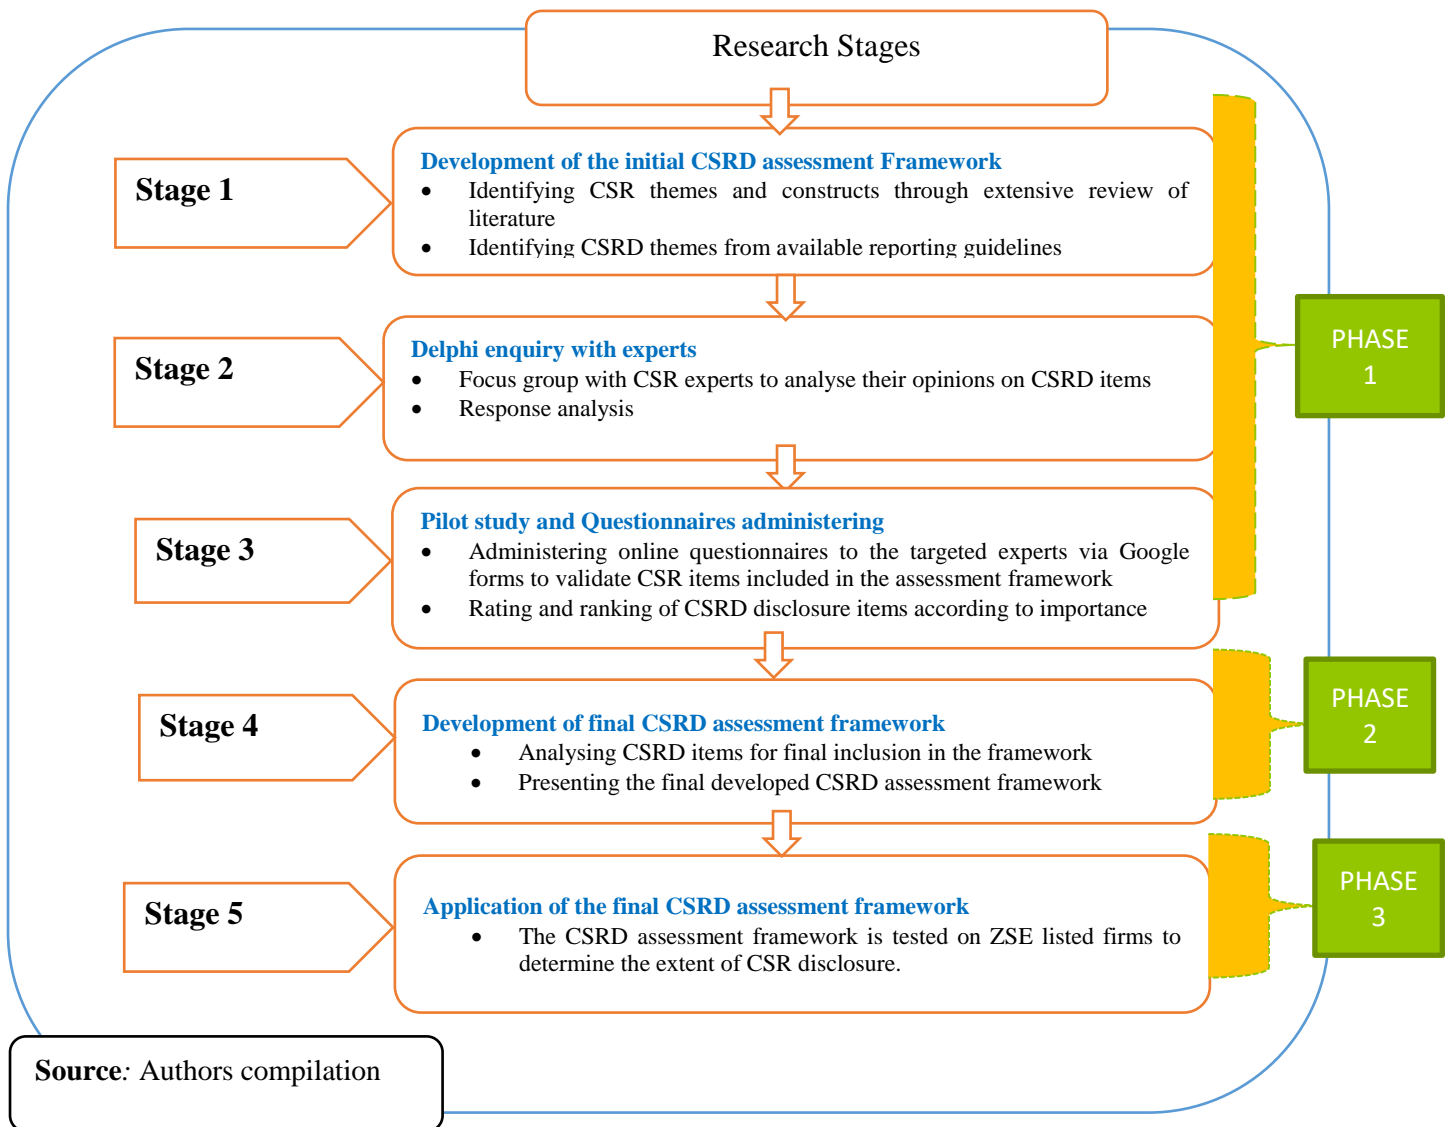 Research Stages
Stage 1
Development of the initial CSRD assessment Framework
• Identifying CSR themes and constructs through extensive review of
literature
• Identifying CSRD themes from available reporting guidelines
Stage 2
Delphi enquiry with experts
• Focus group with CSR experts to analyse their opinions on CSRD items
• Response analysis
PHASE
1
Stage 3
Pilot study and Questionnaires administering
• Administering online questionnaires to the targeted experts via Google
forms to validate CSR items included in the assessment framework
• Rating and ranking of CSRD disclosure items according to importance
Stage 4
Development of final CSRD assessment framework
• Analysing CSRD items for final inclusion in the framework
• Presenting the final developed CSRD assessment framework
PHASE
2
Stage 5
Application of the final CSRD assessment framework
• The CSRD assessment framework is tested on ZSE listed firms to
determine the extent of CSR disclosure.
PHASE
3
Source: Authors compilation